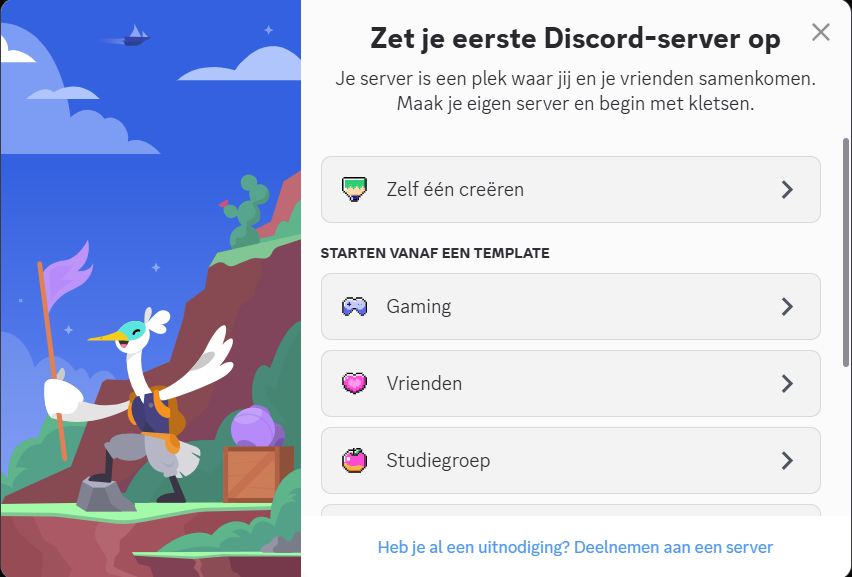 Zet je eerste Discord-server op
Je server is een plek waar jij en je vrienden samenkomen.
Maak je eigen server en begin met kletsen.
Zelf één creëren
STARTEN VANAF EEN TEMPLATE
Gaming
Vrienden
Studiegroep
Heb je al een uitnodiging? Deelnemen aan een server